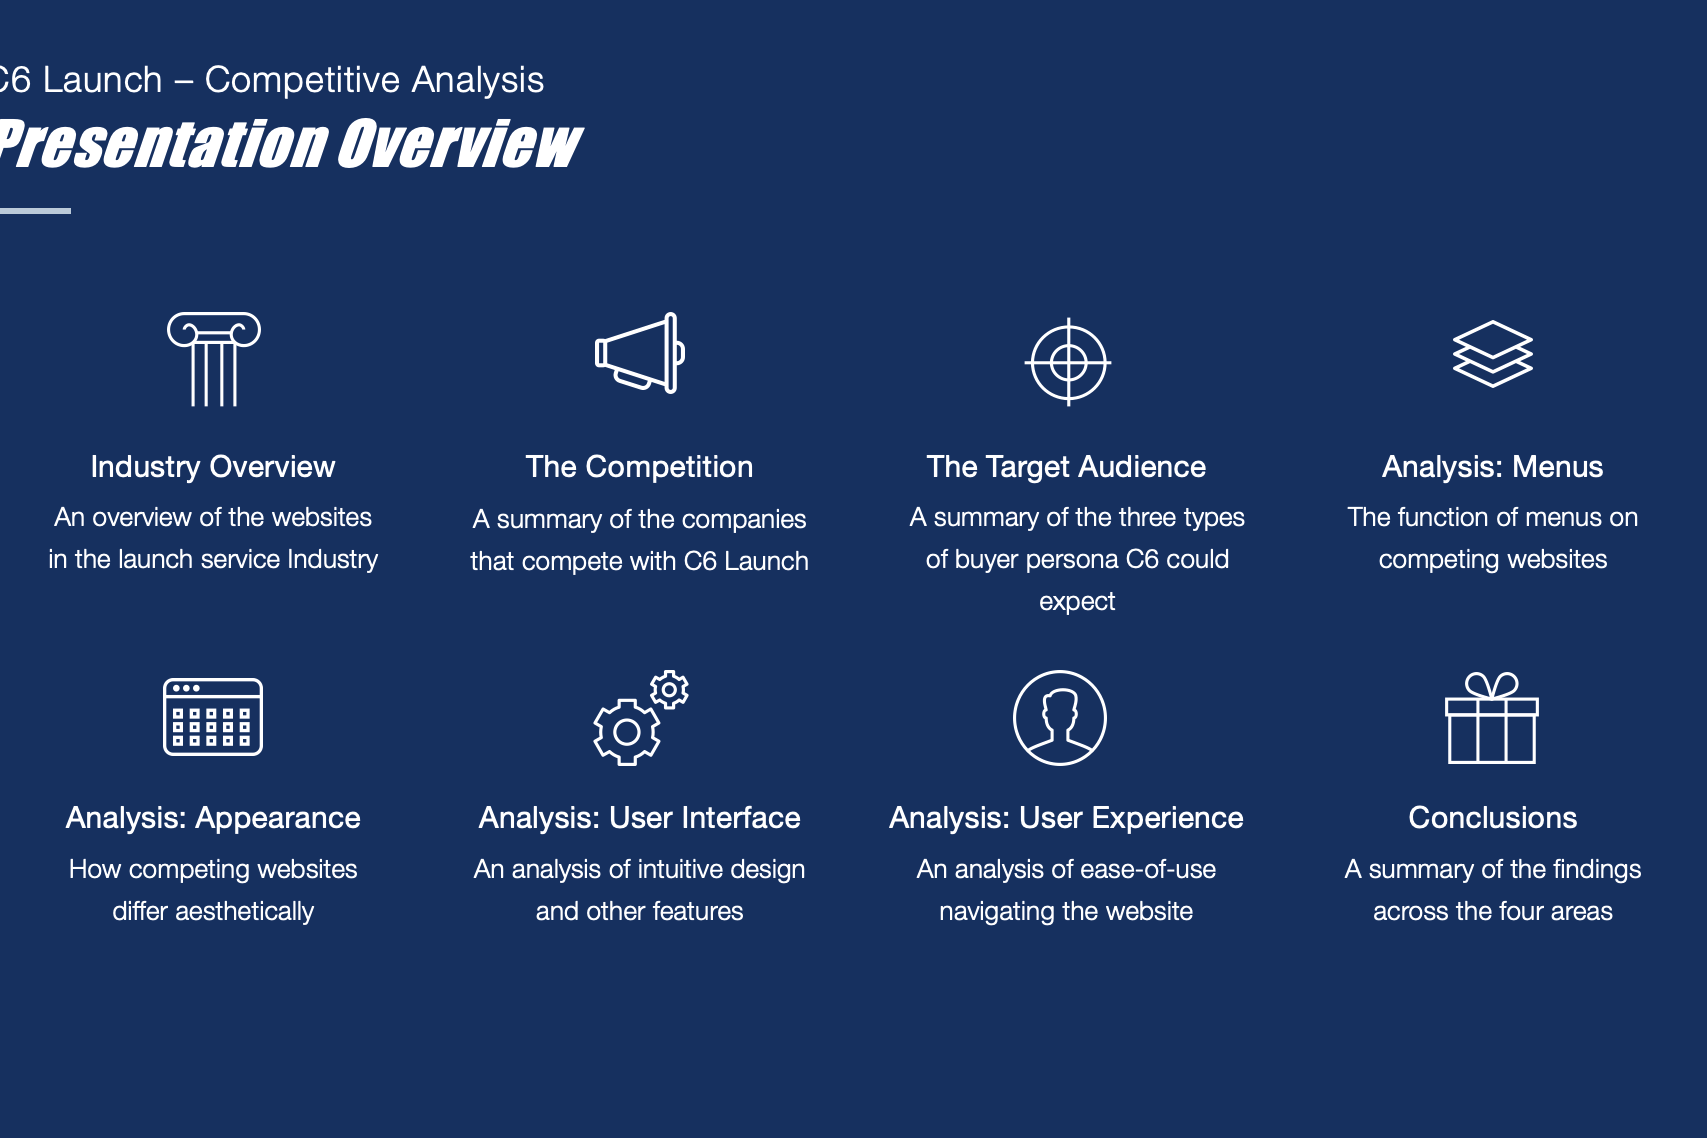 C6 Launch – Competitive Analysis
Presentation Overview
Industry Overview
An overview of the websites
in the launch service Industry
The Competition
A summary of the companies
that compete with C6 Launch
The Target Audience
A summary of the three types
of buyer persona C6 could
expect
Analysis: Menus
The function of menus on
competing websites
Analysis: Appearance
How competing websites
differ aesthetically
Analysis: User Interface
An analysis of intuitive design
and other features
Analysis: User Experience
An analysis of ease-of-use
navigating the website
Conclusions
A summary of the findings
across the four areas